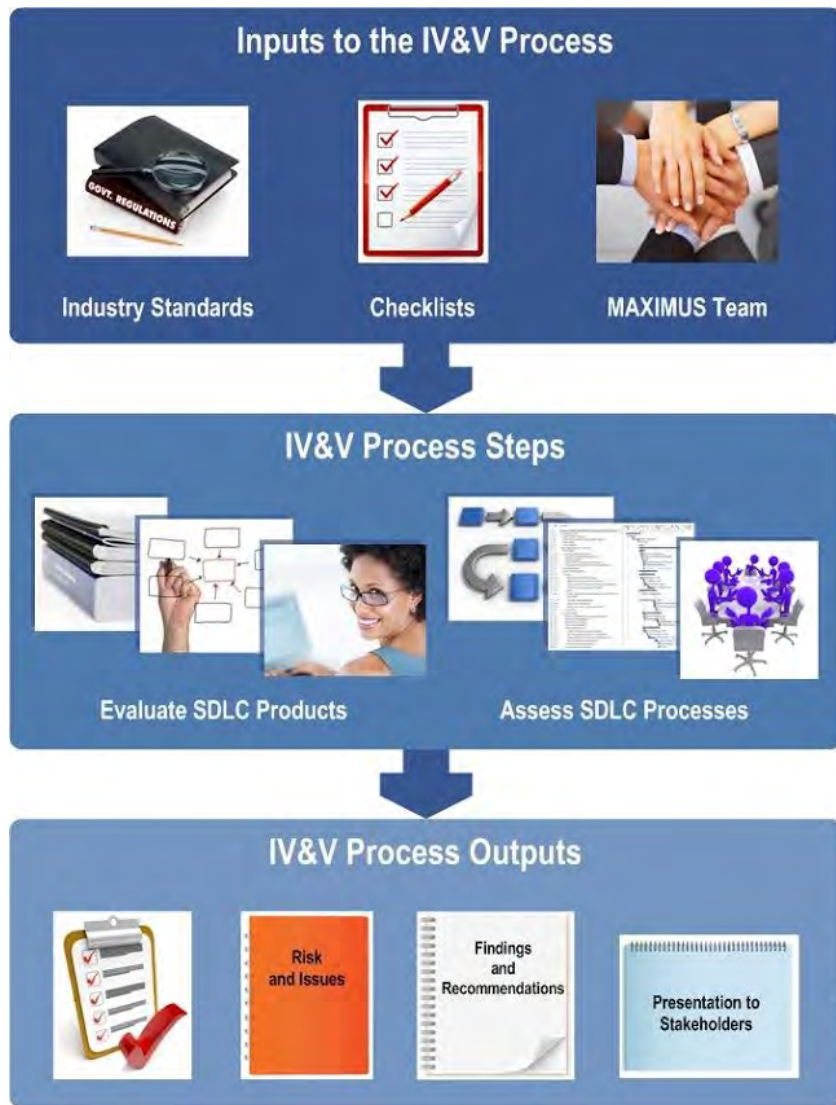 Inputs to the IV&V Process
GOVT. REGULATIONS
Industry Standards
Checklists
MAXIMUS Team
IV&V Process Steps
Evaluate SDLC Products
Assess SDLC Processes
IV&V Process Outputs
Risk
and Issues
Findings
and
Recommendations
Presentation to
Stakeholders